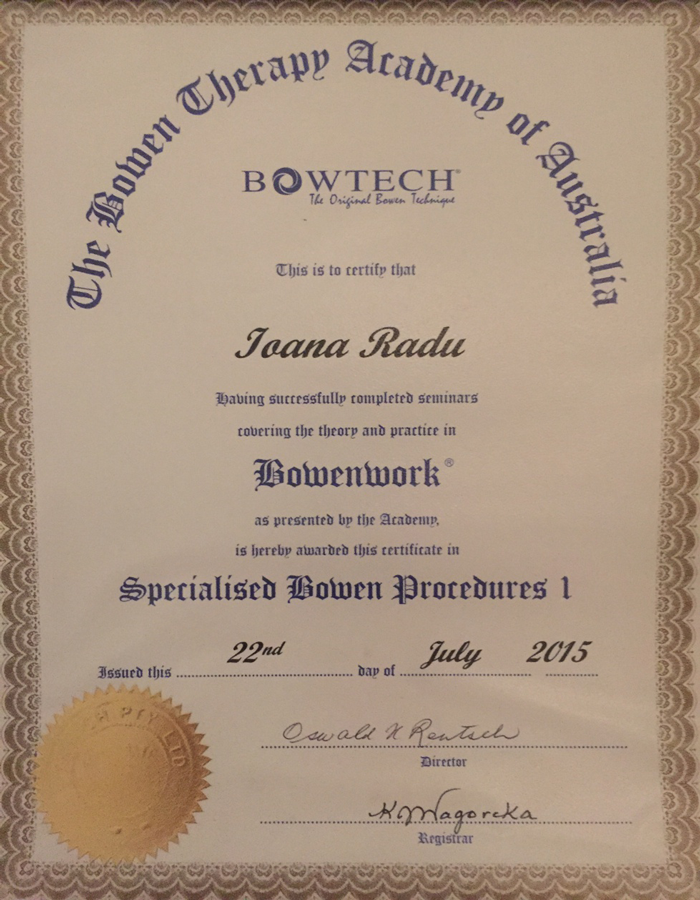 The Bowen Therapy Academy of Australia
BOWTECH®
The Original Bowen Technique
This is to certify that
Ioana Radu
Having successfully completed seminars
covering the theory and practice in
Bowenwork®
as presented by the Academy,
is hereby awarded this certificate in
Specialised Bowen Procedures 1
Issued this 22nd day of July 2015
Oswald N Rentsch
Director
Registrar
PTY LTD